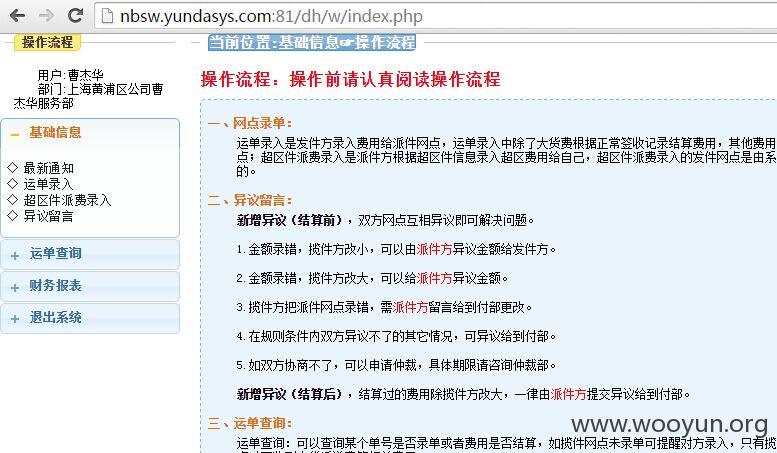 nbsw.yundasys.com:81/dh/w/index.php
操作流程
当前位置:基础信息☞操作流程
用户:曹杰华
部门:上海黄浦区公司曹
杰华服务部
基础信息
◇ 最新通知
◇ 运单录入
◇ 超区件派费录入
◇ 异议留言
运单查询
财务报表
退出系统
操作流程: 操作前请认真阅读操作流程
一、网点录单:
运单录入是发件方录入费用给派件网点，运单录入中除了大货费根据正常签收记录结算费用，其他费用
点；超区件派费录入是派件方根据超区件信息录入超区费用给自己，超区件派费录入的发件网点是由系
的。
二、异议留言:
新增异议（结算前），双方网点互相异议即可解决问题。
1.金额录错，揽件方改小，可以由派件方异议金额给发件方。
2.金额录错，揽件方改大，可以给派件方异议金额。
3.揽件方把派件网点录错，需派件方留言给到付部更改。
4.在规则条件内双方异议不了的其它情况，可异议给到付部。
5.如双方协商不了，可以申请仲裁，具体期限请咨询仲裁部。
新增异议（结算后），结算过的费用除揽件方改大，一律由派件方提交异议给到付部。
三、运单查询:
运单查询: 可以查询某个单号是否录单或者费用是否结算，如揽件网点未录单可提醒对方录入，只有揽
www.wooyun.org